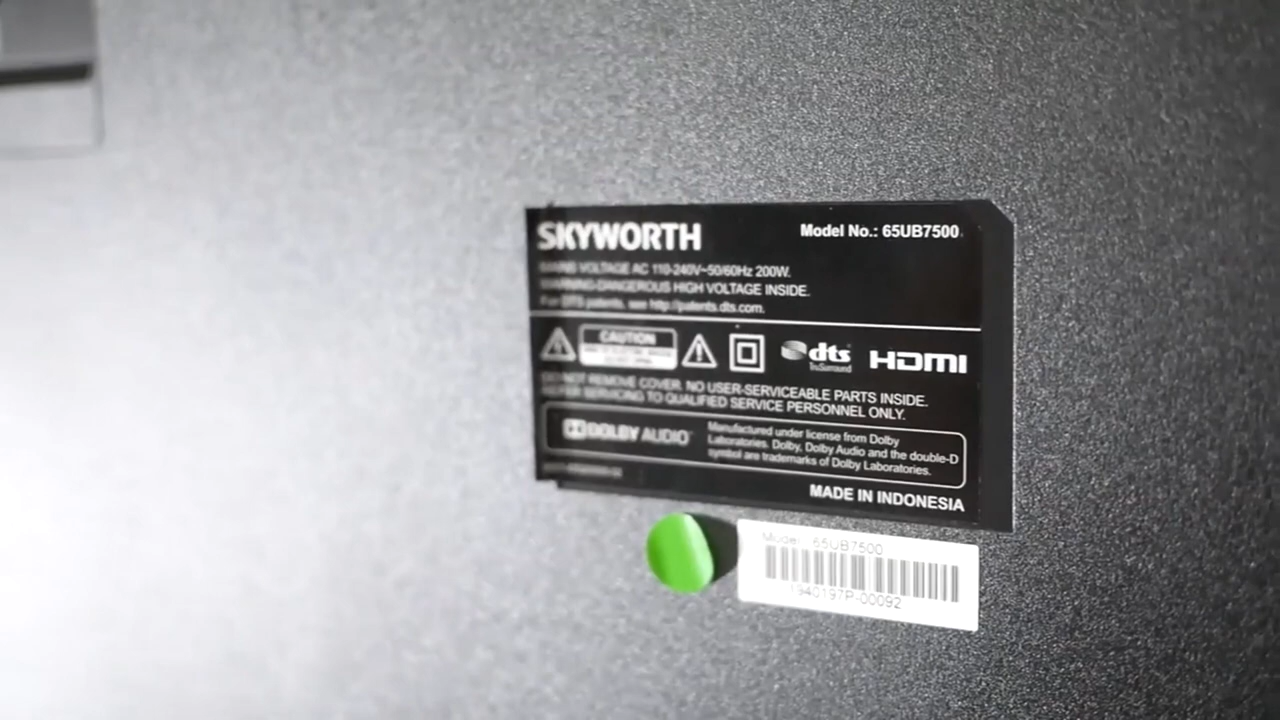 SKYWORTH
Model No.: 65UB7500
MAINS VOLTAGE AC 110-240V~50/60Hz 200W.
WARNING-DANGEROUS HIGH VOLTAGE INSIDE.
For DTS patents, see http://patents.dts.com.
CAUTION
dts
TruSurround
HDMI
DO NOT REMOVE COVER. NO USER-SERVICEABLE PARTS INSIDE.
REFER SERVICING TO QUALIFIED SERVICE PERSONNEL ONLY.
DOLBY AUDIO™
Manufactured under license from Dolby
Laboratories. Dolby, Dolby Audio and the double-D
symbol are trademarks of Dolby Laboratories.
MADE IN INDONESIA
Model: 65UB7500
1940197P-00092